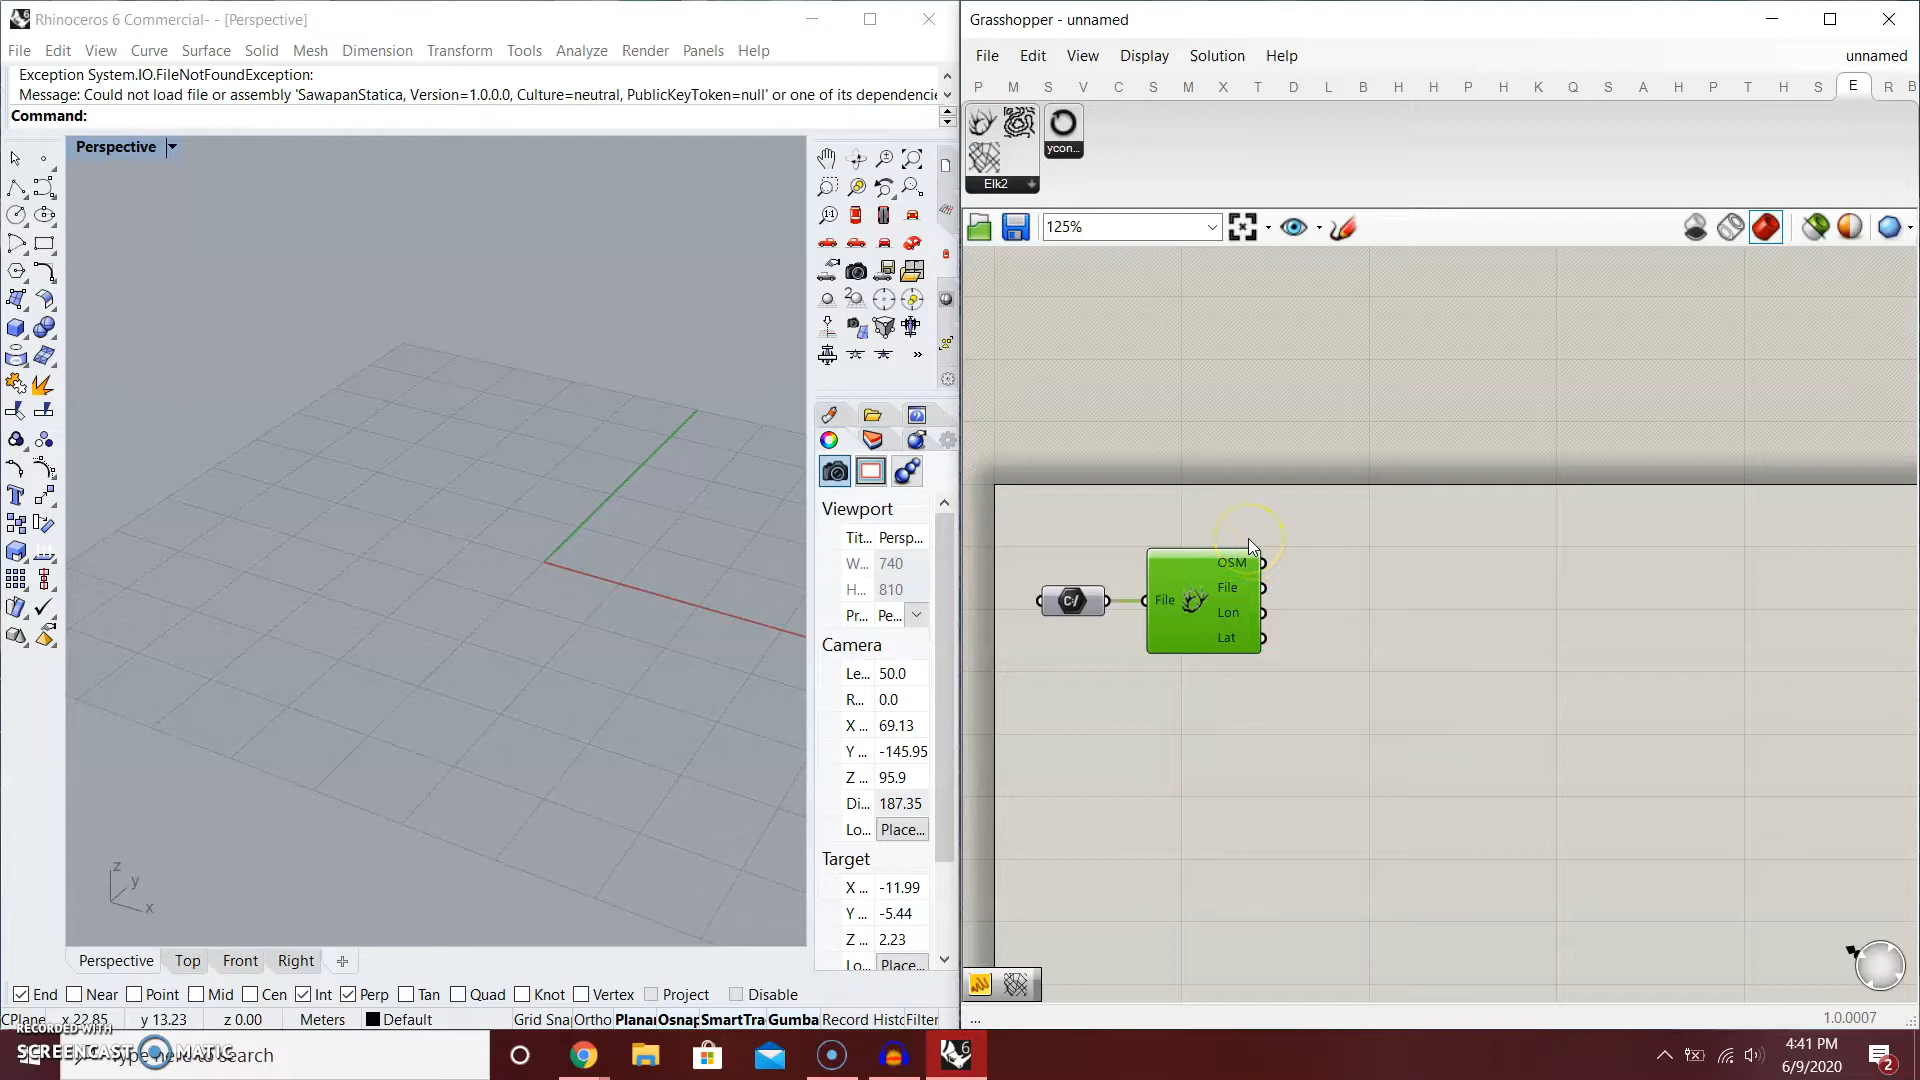 Rhinoceros 6 Commercial- - [Perspective]
File Edit View Curve Surface Solid Mesh Dimension Transform Tools Analyze Render Panels Help
Exception System.IO.FileNotFoundException:
Message: Could not load file or assembly 'SawapanStatica, Version=1.0.0.0, Culture=neutral, PublicKeyToken=null' or one of its dependencie
Command:
Perspective
Viewport
Tit... Persp...
W... 740
H... 810
Pr... Pe...
Camera
Le... 50.0
R... 0.0
X ... 69.13
Y ... -145.95
Z ... 95.9
Di... 187.35
Lo... Place...
Target
X ... -11.99
Y ... -5.44
Z ... 2.23
Lo... Place...
z
y
x
Perspective Top Front Right
End Near Point Mid Cen Int Perp Tan Quad Knot Vertex Project Disable
CPlane x 22.85 y 13.23 z 0.00 Meters Default Grid Snap Ortho Planar Osnap SmartTra Gumba Record Histo Filter
Grasshopper - unnamed
File Edit View Display Solution Help unnamed
P M S V C S M X T D L B H H P H K Q S A H P T H S E R B
Elk2
ycon...
125%
C:/
File
OSM
File
Lon
Lat
...
1.0.0007
RECORDED WITH
SCREENCAST MATIC
Type here to search
6
4:41 PM
6/9/2020
2